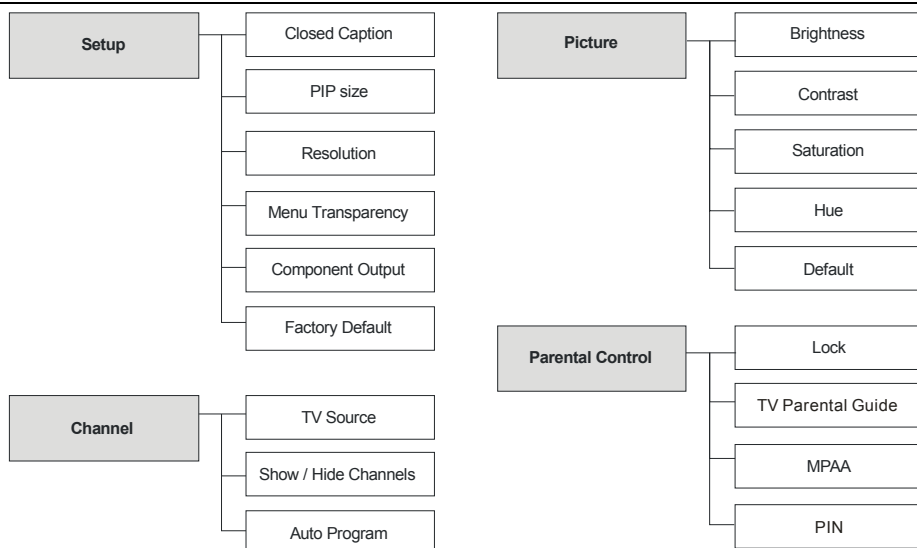 Setup
Closed Caption
PIP size
Resolution
Menu Transparency
Component Output
Factory Default
Channel
TV Source
Show / Hide Channels
Auto Program
Picture
Brightness
Contrast
Saturation
Hue
Default
Parental Control
Lock
TV Parental Guide
MPAA
PIN